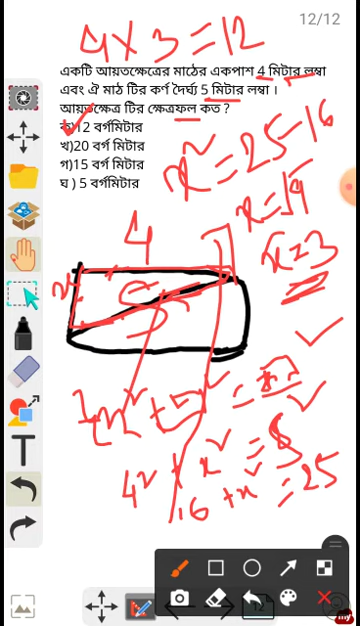 12/12
4 × 3 = 12
একটি আয়তক্ষেত্রের মাঠের একপাশ 4 মিটার লম্বা
এবং ঐ মাঠ টির কর্ণ দৈর্ঘ্য 5 মিটার লম্বা ।
আয়তক্ষেত্র টির ক্ষেত্রফল কত ?
ক)12 বর্গমিটার
খ)20 বর্গ মিটার
গ)15 বর্গ মিটার
ঘ ) 5 বর্গমিটার
x² = 25-16
x = √9
x = 3
4
4² + x² = 5
16 + x² = 25
T
12